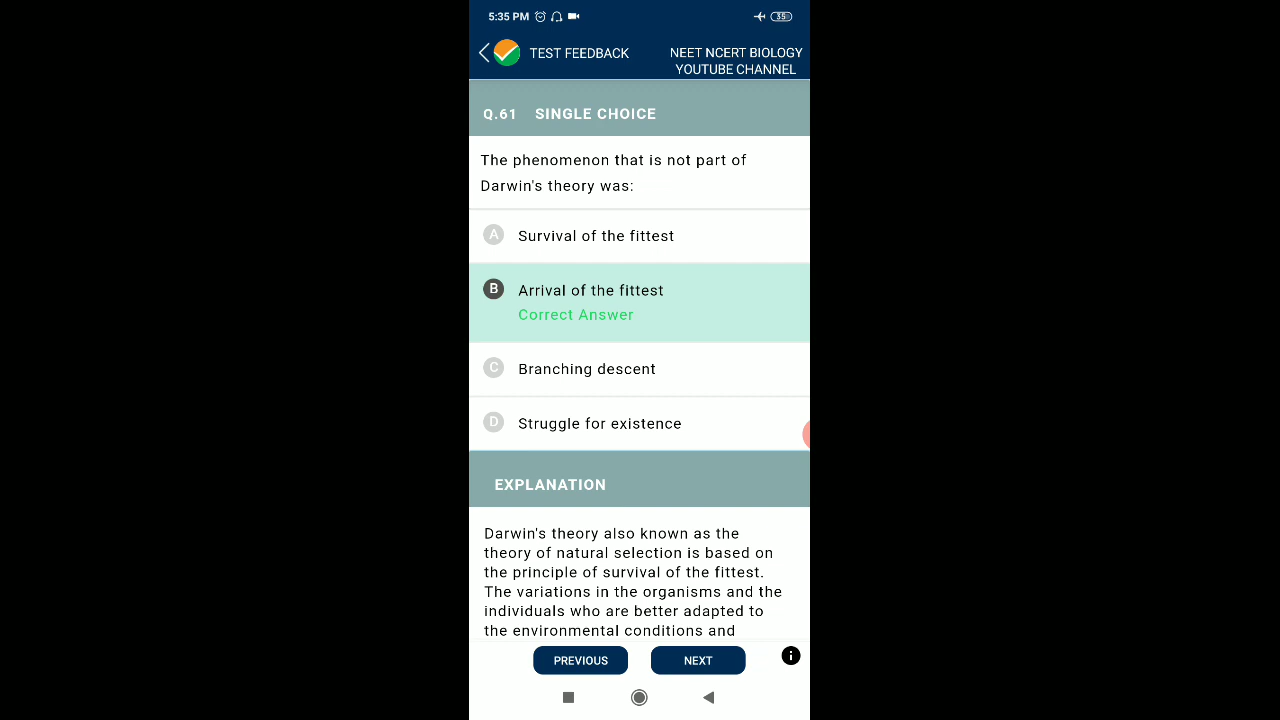 5:35 PM
35
TEST FEEDBACK
NEET NCERT BIOLOGY
YOUTUBE CHANNEL
Q.61 SINGLE CHOICE
The phenomenon that is not part of
Darwin's theory was:
A Survival of the fittest
B Arrival of the fittest
Correct Answer
C Branching descent
D Struggle for existence
EXPLANATION
Darwin's theory also known as the
theory of natural selection is based on
the principle of survival of the fittest.
The variations in the organisms and the
individuals who are better adapted to
the environmental conditions and
PREVIOUS
NEXT